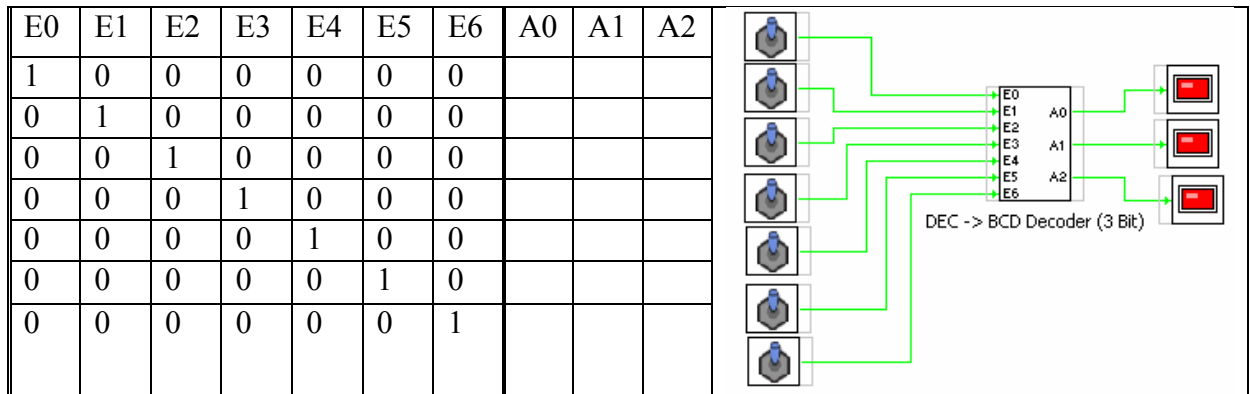 E0 E1 E2 E3 E4 E5 E6 A0 A1 A2
1 0 0 0 0 0 0
0 1 0 0 0 0 0
0 0 1 0 0 0 0
0 0 0 1 0 0 0
0 0 0 0 1 0 0
0 0 0 0 0 1 0
0 0 0 0 0 0 1
E0
E1 A0
E2
E3 A1
E4
E5 A2
E6
DEC -> BCD Decoder (3 Bit)